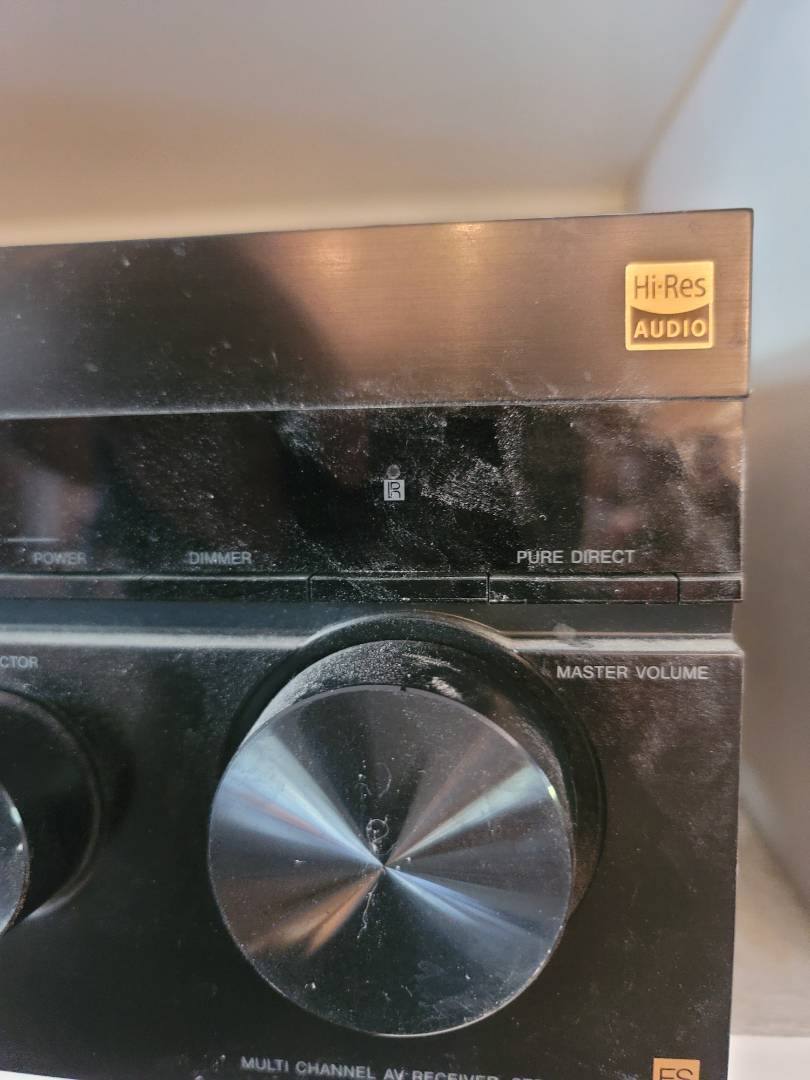 Hi-Res
AUDIO
POWER
DIMMER
PURE DIRECT
CTOR
MASTER VOLUME
MULTI CHANNEL AV RECEIVER
ES